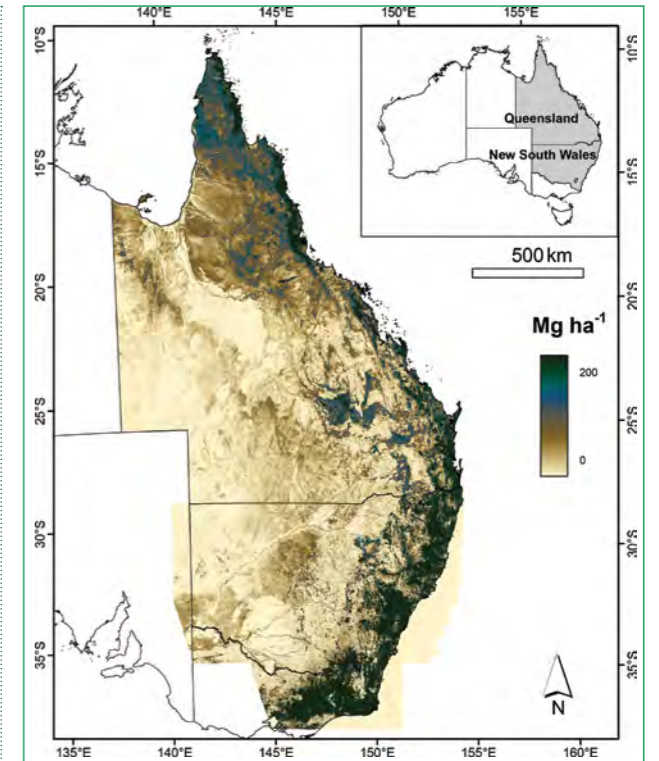 140°E 145°E 150°E 155°E
10°S 10°S
Queensland
New South Wales
15°S 15°S
500 km
20°S 20°S
Mg ha⁻¹
200
0
25°S 25°S
30°S 30°S
35°S 35°S
N
135°E 140°E 145°E 150°E 155°E 160°E